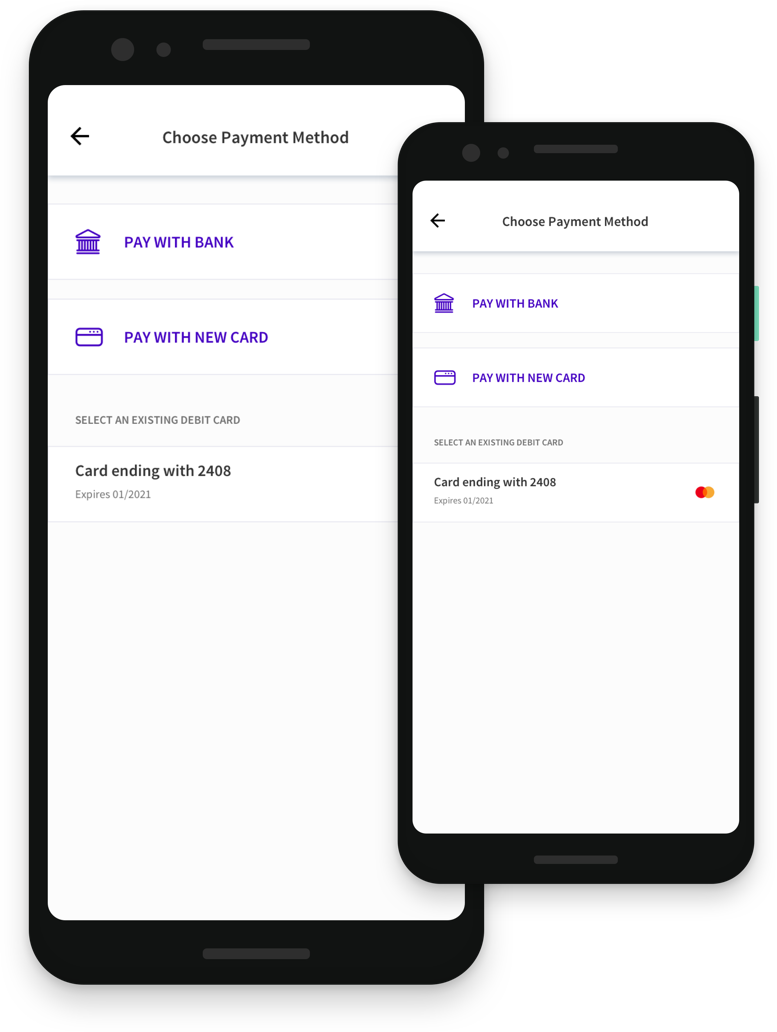 Choose Payment Method
PAY WITH BANK
PAY WITH NEW CARD
SELECT AN EXISTING DEBIT CARD
Card ending with 2408
Expires 01/2021
Choose Payment Method
PAY WITH BANK
PAY WITH NEW CARD
SELECT AN EXISTING DEBIT CARD
Card ending with 2408
Expires 01/2021